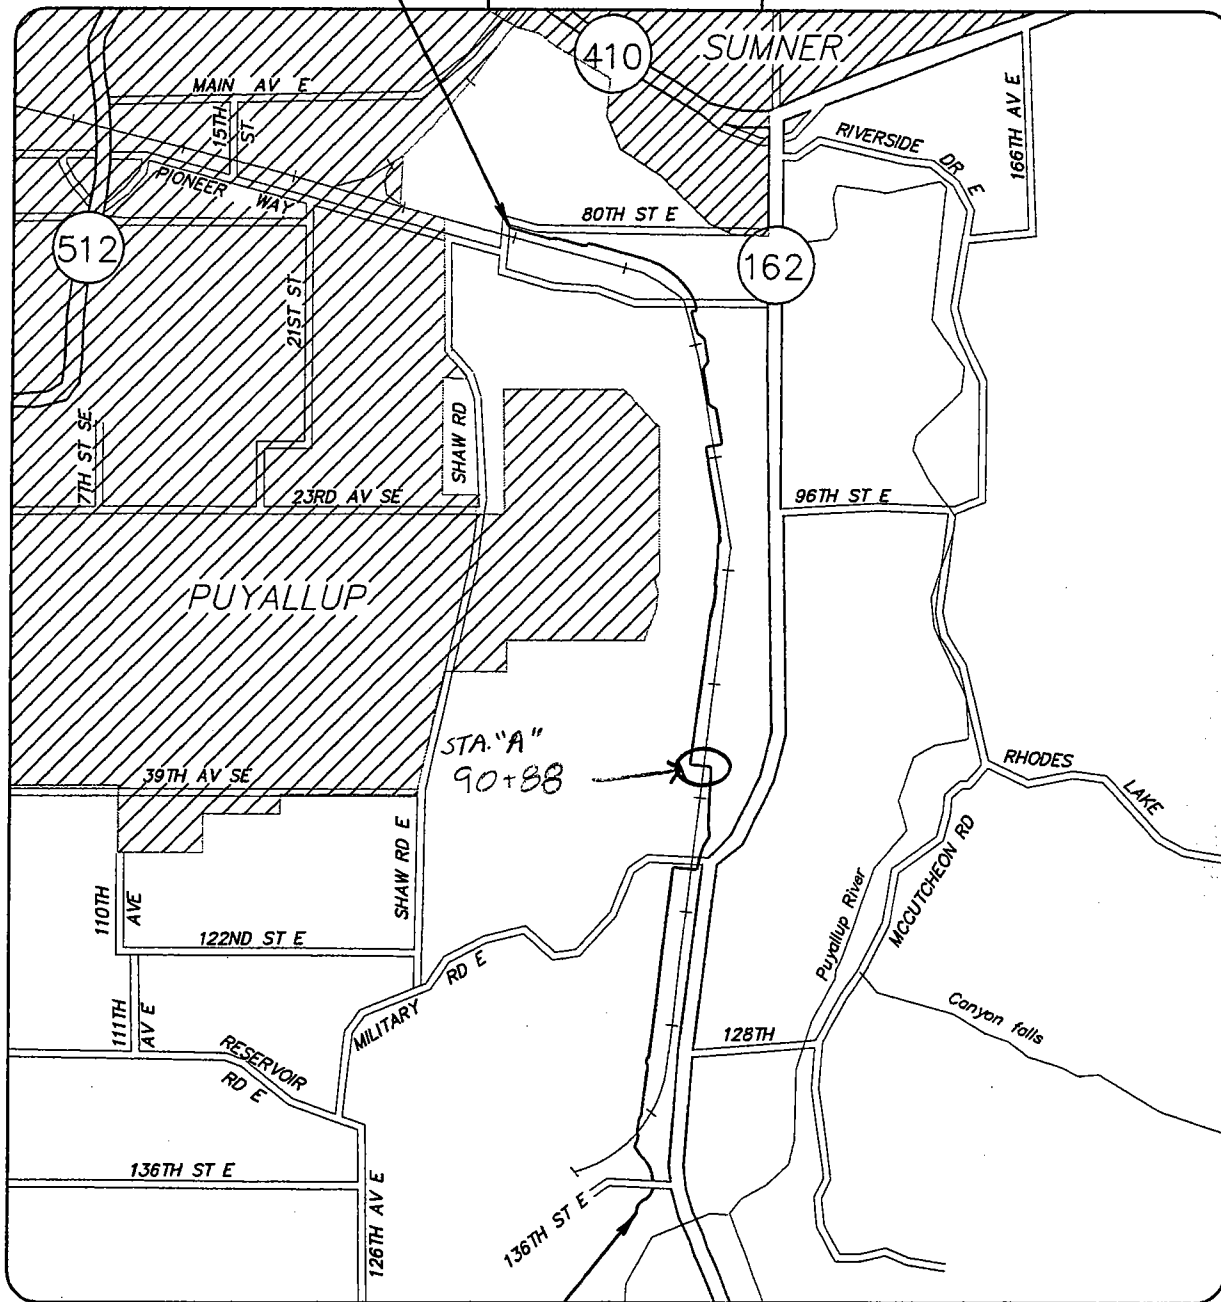 410
SUMNER
MAIN AV E
15TH
ST
RIVERSIDE
DR E
166TH AV E
PIONEER
WAY
80TH ST E
512
162
21ST ST
7TH ST SE
SHAW RD
23RD AV SE
96TH ST E
PUYALLUP
STA. "A"
90+88
39TH AV SE
RHODES
LAKE
SHAW RD E
110TH
AVE
MCCUTCHEON RD
Puyallup River
122ND ST E
RD E
MILITARY
111TH
AV E
Canyon falls
128TH
RESERVOIR
RD E
136TH ST E
126TH AV E
136TH ST E